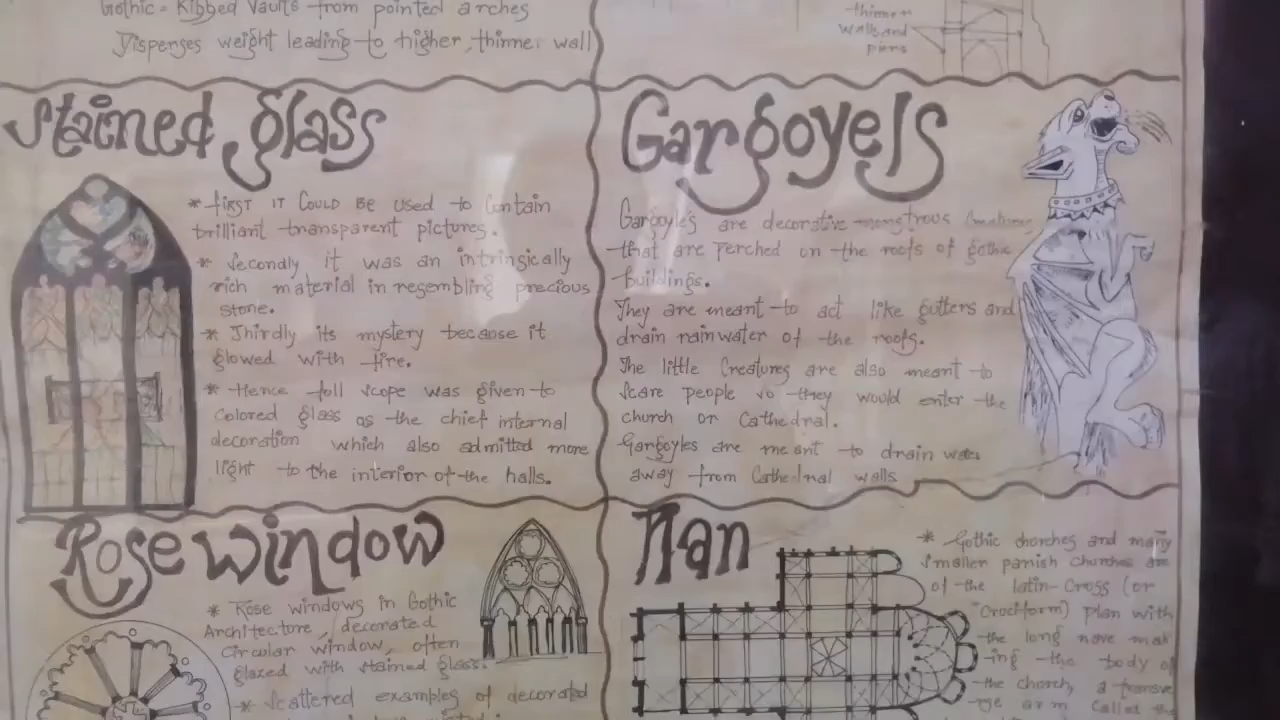 Gothic - Ribbed Vaults from pointed arches
Dispenses weight leading to higher, thinner wall
thinner
walls and
piers
Stained glass
* first IT COULD BE used to Contain
brilliant transparent pictures.
* Secondly it was an intrinsically
rich material in resembling precious
stone.
* Thirdly its mystery because it
glowed with fire.
* Hence full scope was given to
Colored glass as the chief internal
decoration which also admitted more
light to the interior of the halls.
Gargoyels
Gargoyle's are decorative monstrous Creatures
that are perched on the roofs of gothic
buildings.
They are meant to act like gutters and
drain rainwater of the roofs.
The little Creatures are also meant to
Scare people so they would enter the
church or Cathedral.
Gargoyles are meant to drain water
away from Cathedral walls
Rose window
* Rose windows in Gothic
Architecture, decorated
Circular window, often
glazed with stained glass.
* Scattered examples of decorated
Plan
* Gothic churches and many
Smaller parish churches are
of the latin-Cross (or
"Crociform) plan with
the long nave mak
-ing the body of
the church, a transve
-rse arm Called the